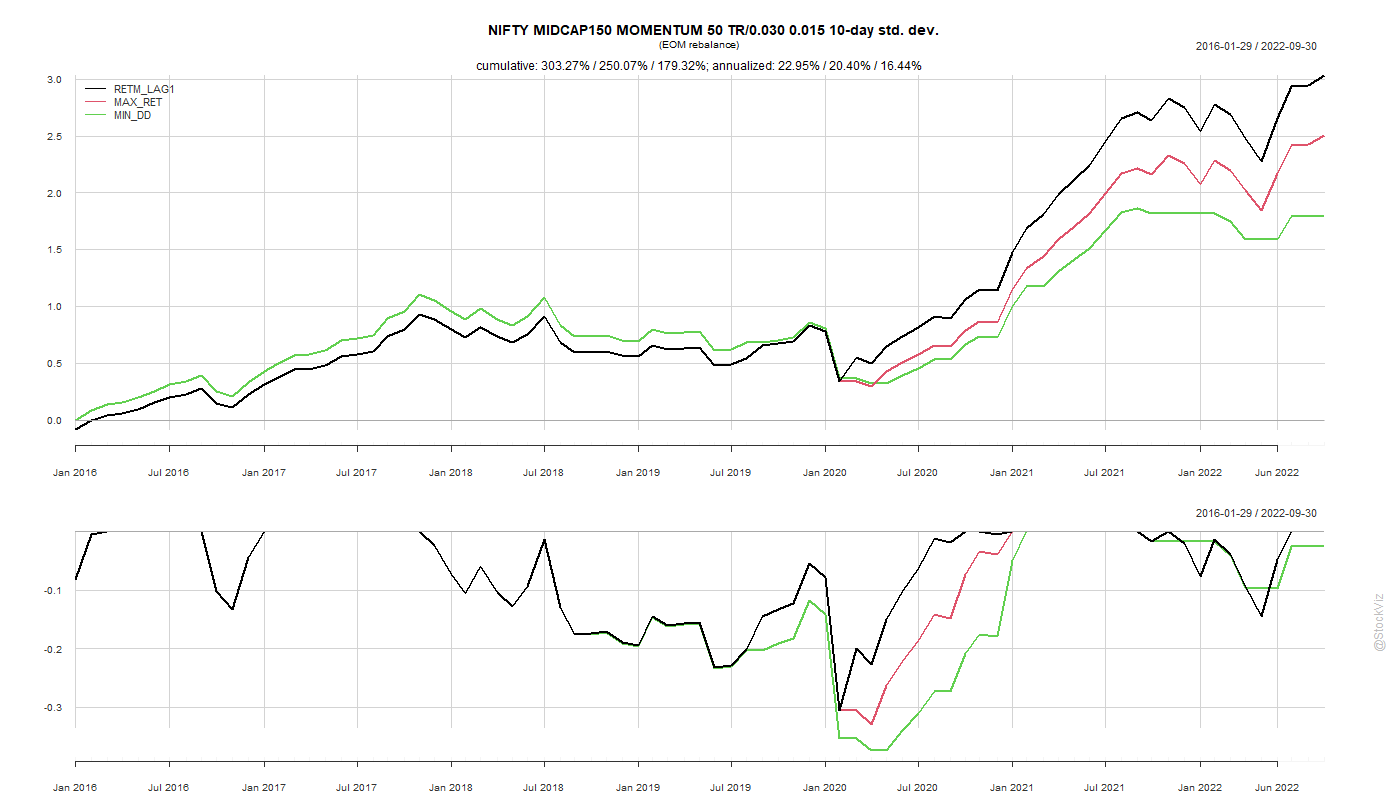 NIFTY MIDCAP150 MOMENTUM 50 TR/0.030 0.015 10-day std. dev.
(EOM rebalance)
2016-01-29 / 2022-09-30
cumulative: 303.27% / 250.07% / 179.32%; annualized: 22.95% / 20.40% / 16.44%
RETM_LAG1
MAX_RET
MIN_DD
3.0
2.5
2.0
1.5
1.0
0.5
0.0
Jan 2016 Jul 2016 Jan 2017 Jul 2017 Jan 2018 Jul 2018 Jan 2019 Jul 2019 Jan 2020 Jul 2020 Jan 2021 Jul 2021 Jan 2022 Jun 2022
2016-01-29 / 2022-09-30
-0.1
-0.2
-0.3
Jan 2016 Jul 2016 Jan 2017 Jul 2017 Jan 2018 Jul 2018 Jan 2019 Jul 2019 Jan 2020 Jul 2020 Jan 2021 Jul 2021 Jan 2022 Jun 2022
@StockViz